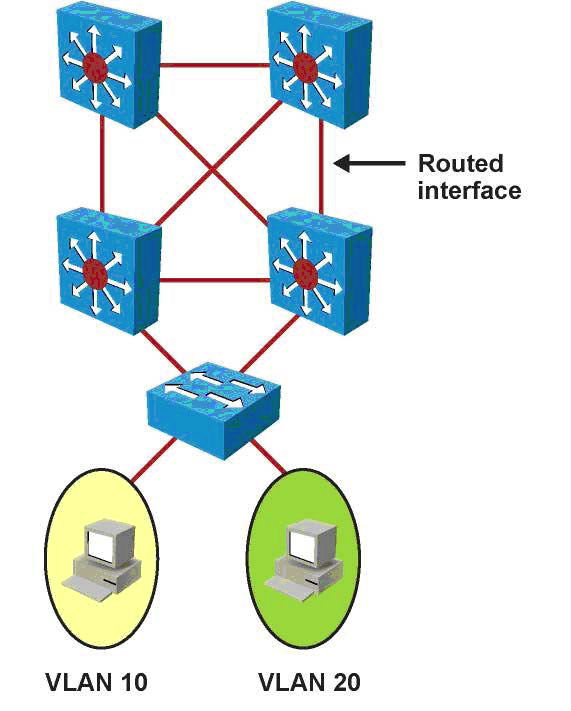 Routed
interface
VLAN 10
VLAN 20